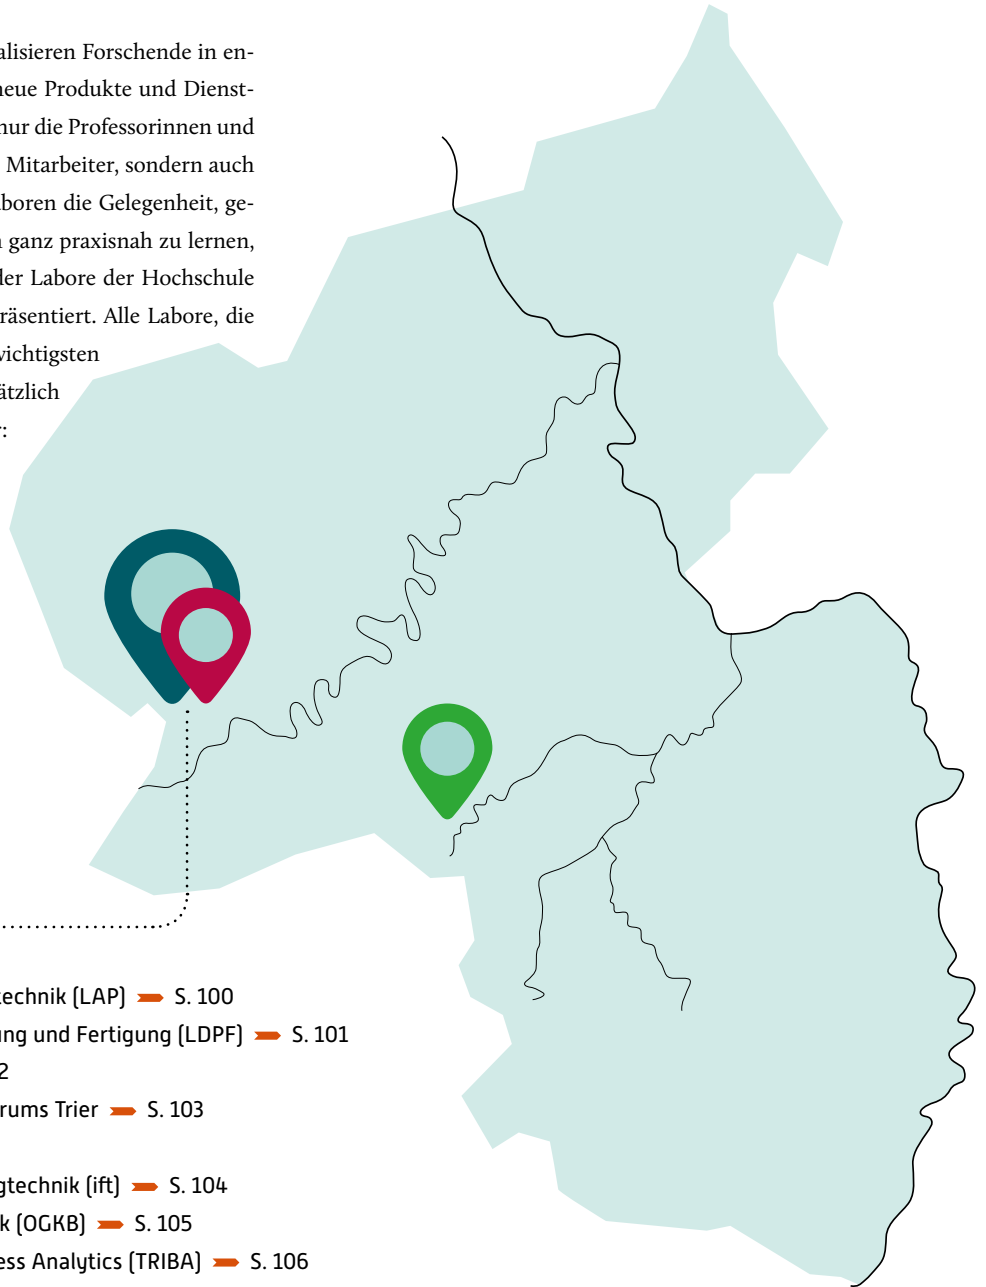 alisieren Forschende in en-
neue Produkte und Dienst-
nur die Professorinnen und
Mitarbeiter, sondern auch
boren die Gelegenheit, ge-
ganz praxisnah zu lernen,
der Labore der Hochschule
räsentiert. Alle Labore, die
wichtigsten
ätzlich
:
technik (LAP) S. 100
ung und Fertigung (LDPF) S. 101
2
rums Trier S. 103
gtechnik (ift) S. 104
k (OGKB) S. 105
ess Analytics (TRIBA) S. 106